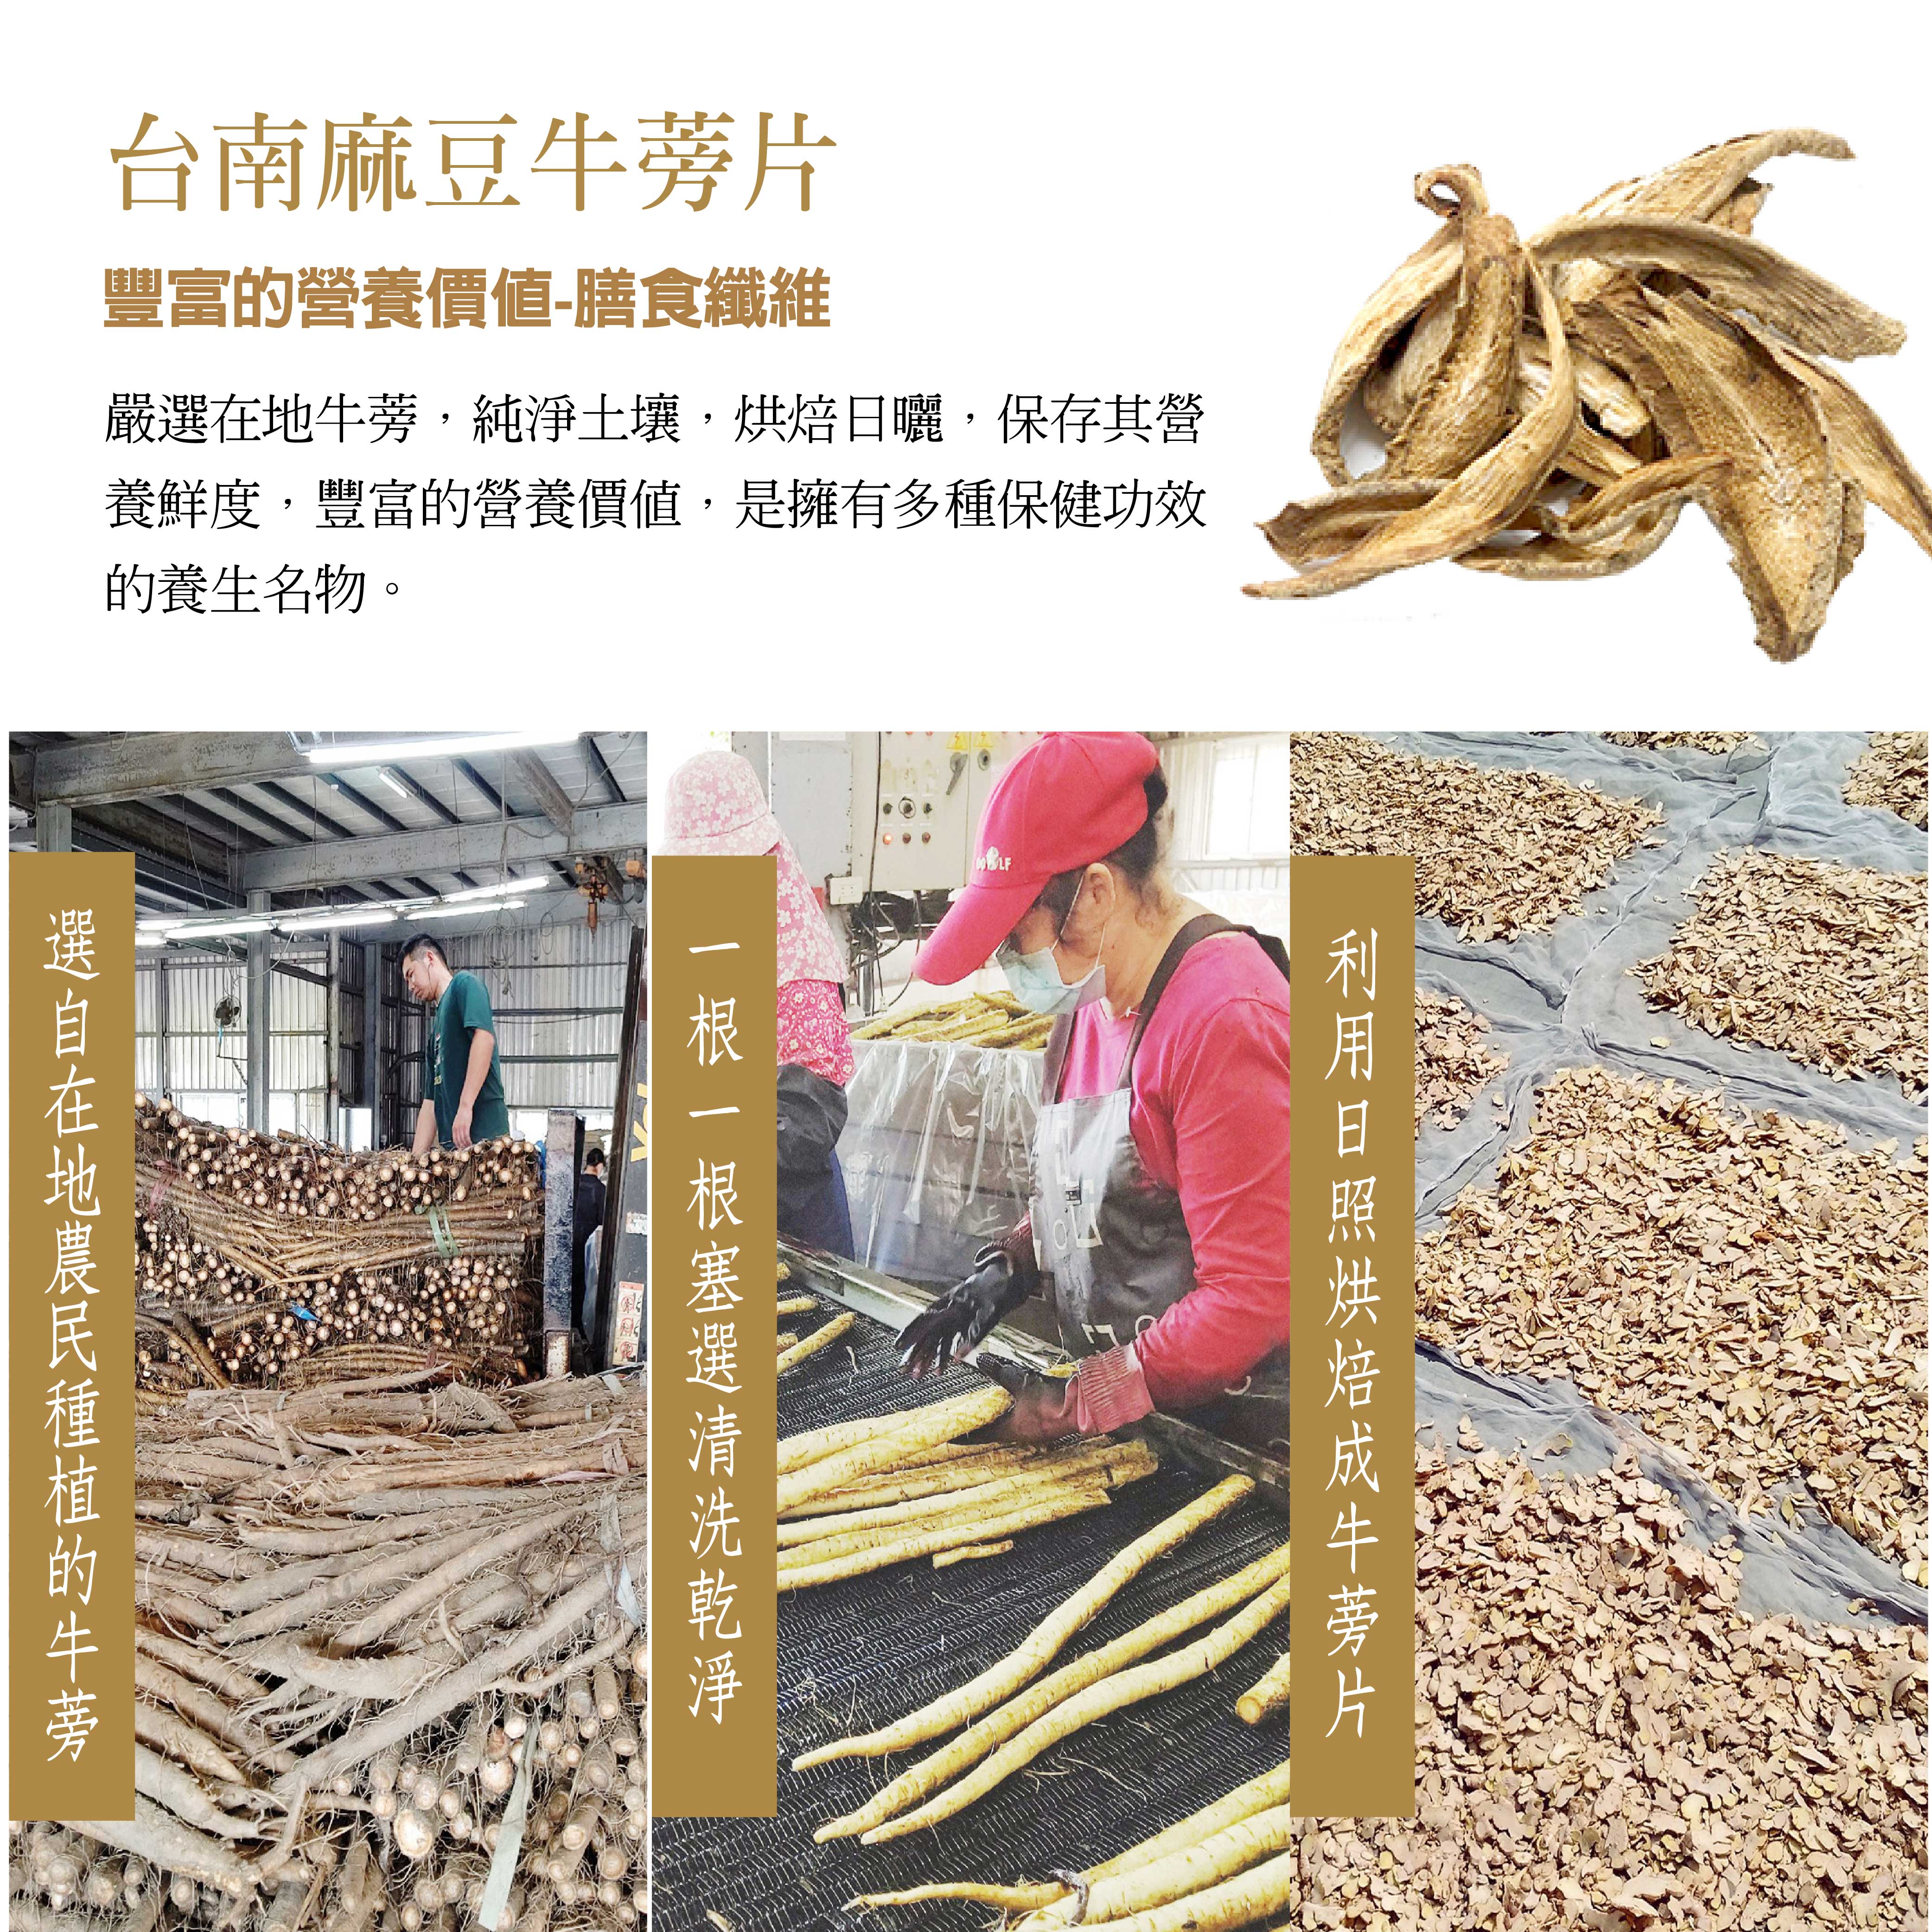 台南麻豆牛蒡片
豐富的營養價值-膳食纖維
嚴選在地牛蒡，純淨土壤，烘焙日曬，保存其營
養鮮度，豐富的營養價值，是擁有多種保健功效
的養生名物。
選自在地農民種植的牛蒡
一根一根塞選清洗乾淨
利用日照烘焙成牛蒡片